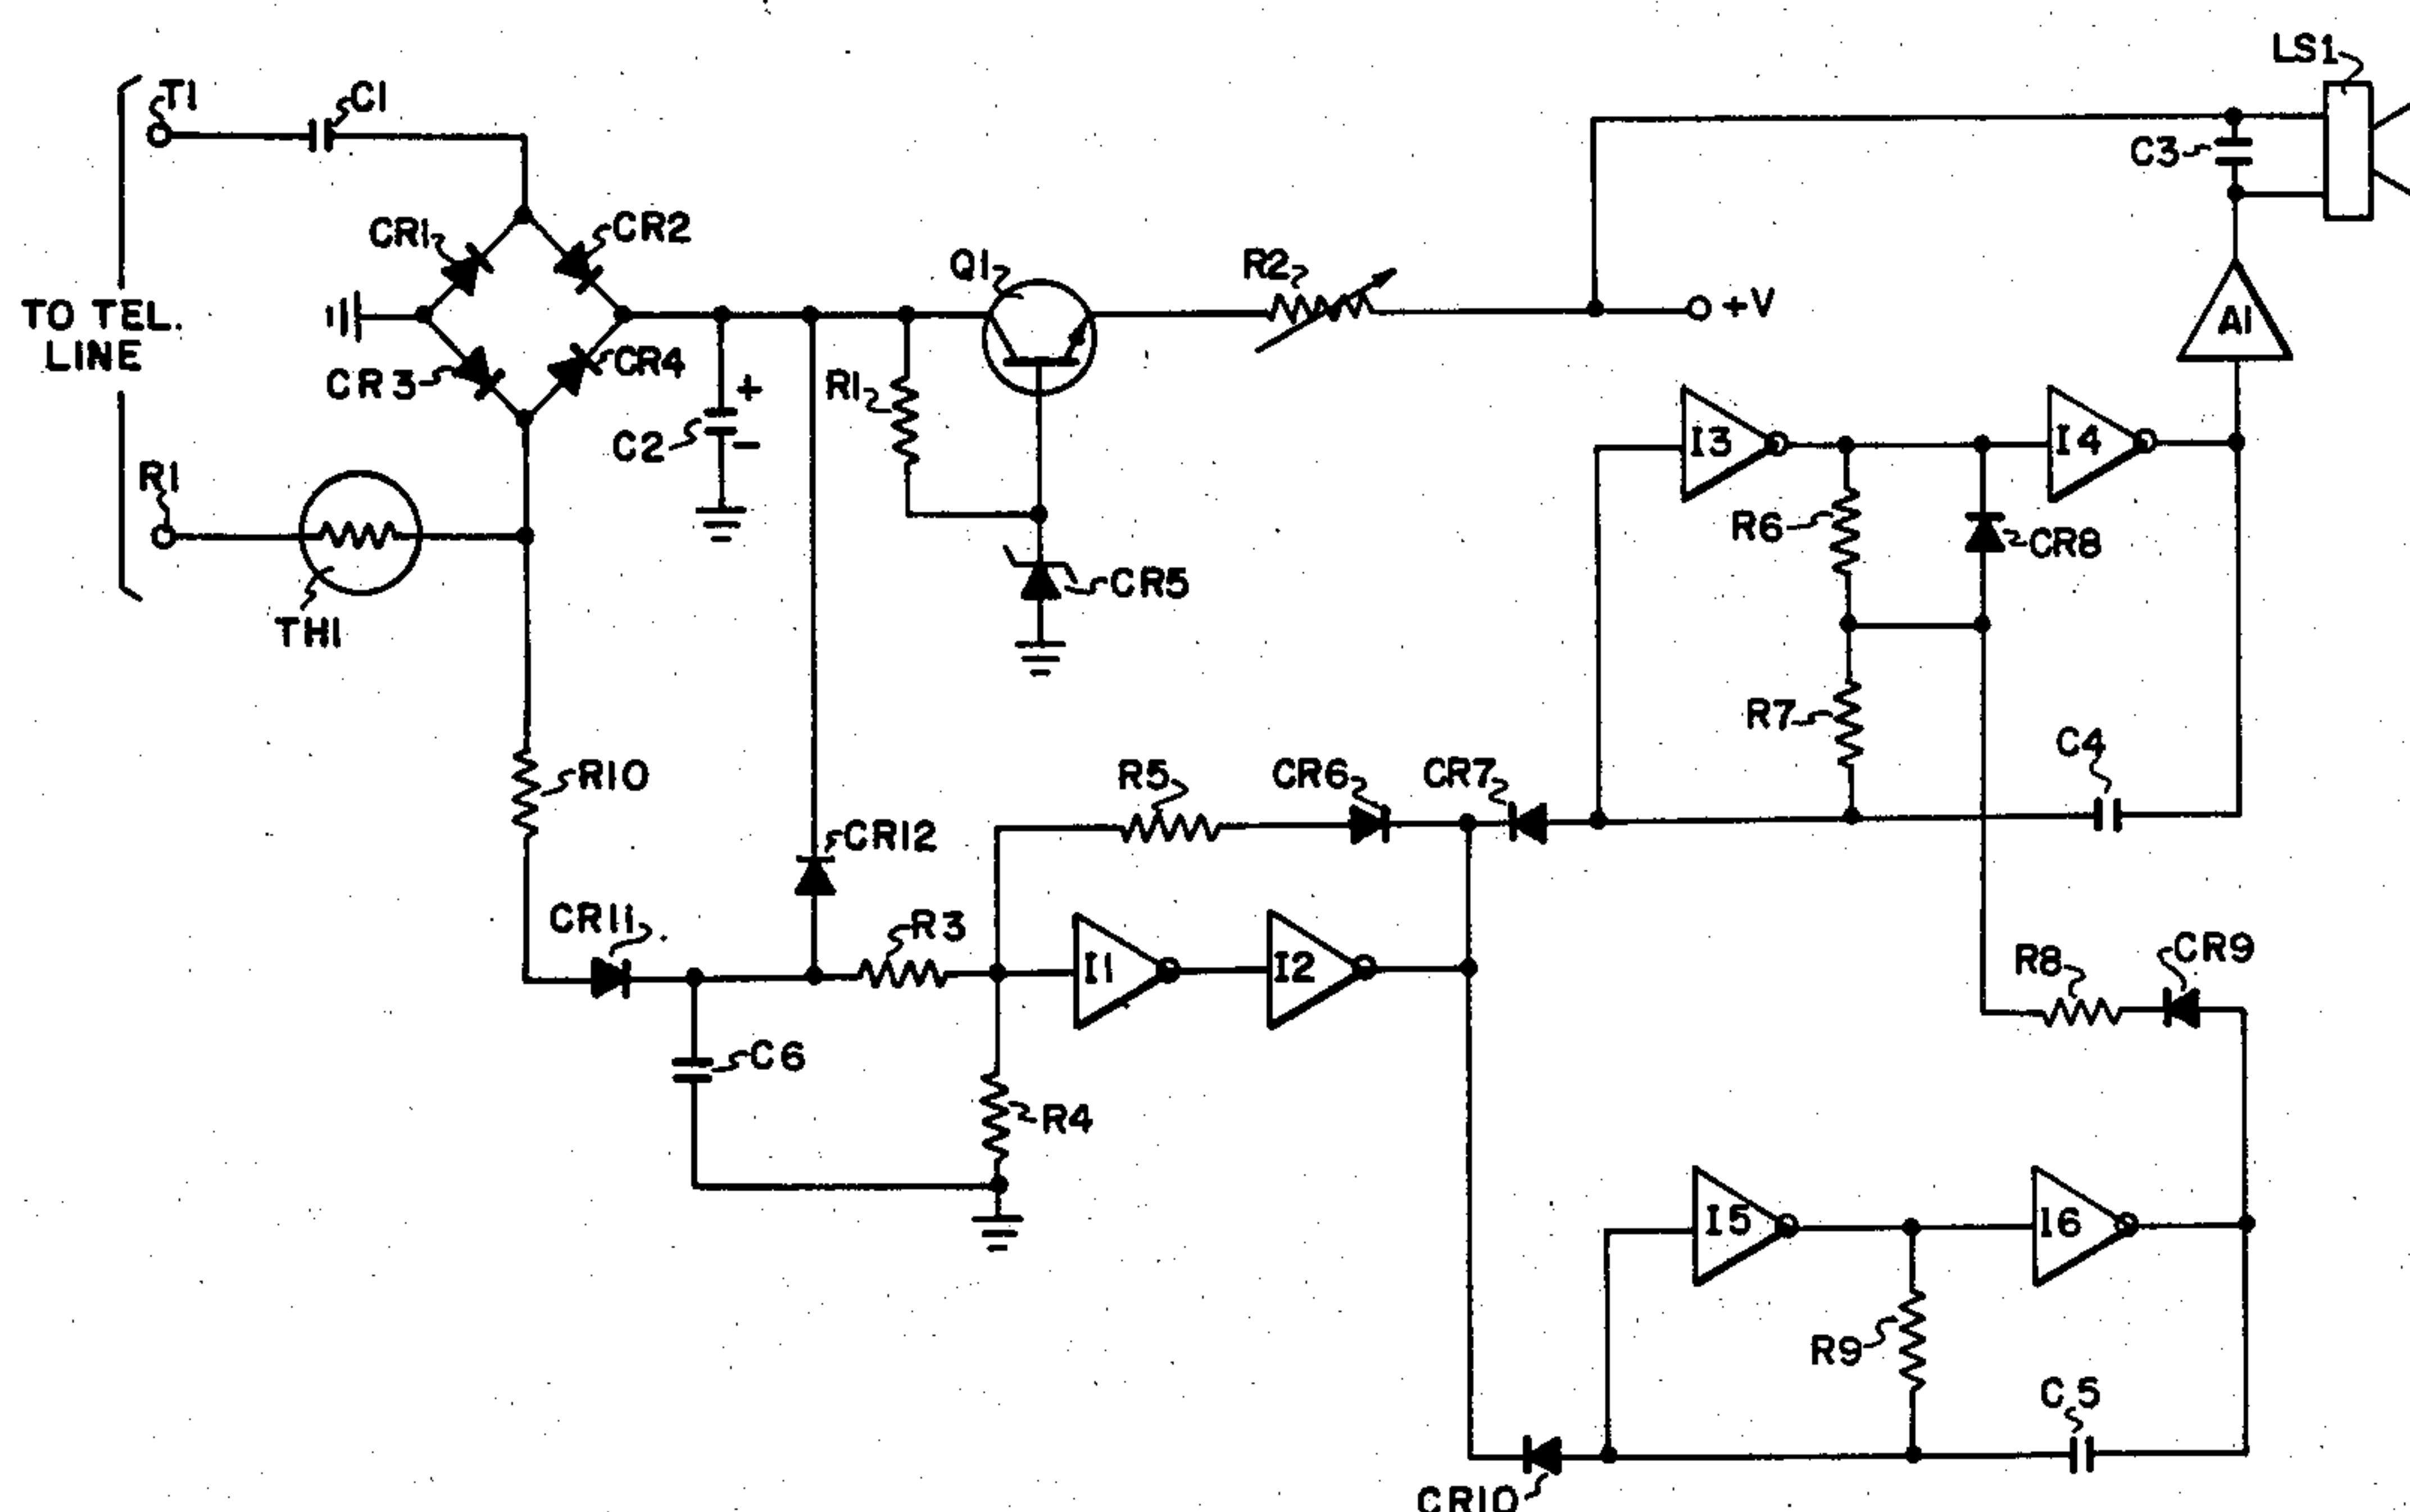 LS1
T1
C1
C3
CR1
CR2
Q1
R2
+V
TO TEL.
LINE
A1
CR3
CR4
R1
+
C2
-
I3
I4
R1
R6
CR8
CR5
TH1
R7
C4
R10
R5
CR6
CR7
CR12
CR11
R3
I1
I2
R8
CR9
C6
R4
I5
I6
R9
C5
CR10